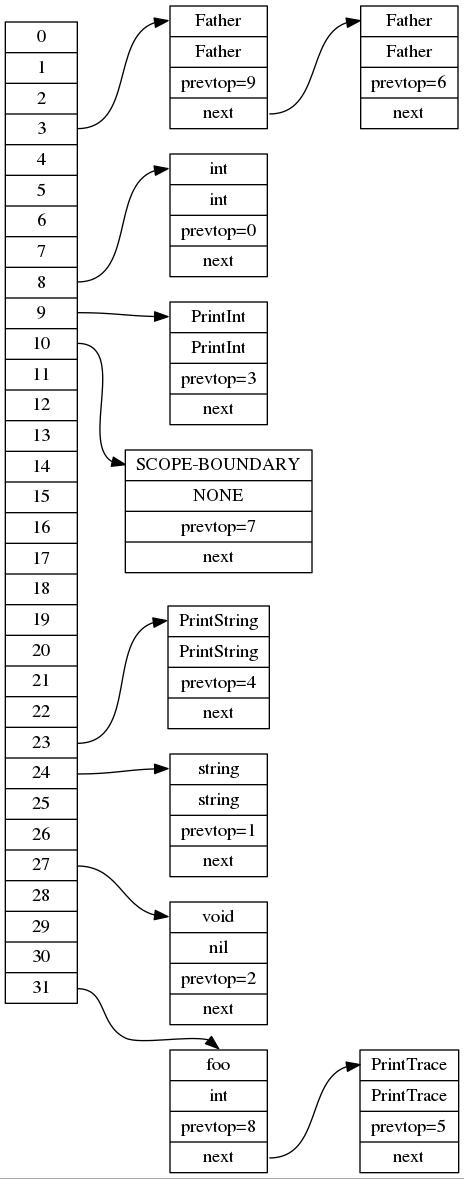 0
1
2
3
4
5
6
7
8
9
10
11
12
13
14
15
16
17
18
19
20
21
22
23
24
25
26
27
28
29
30
31
Father
Father
prevtop=9
next
Father
Father
prevtop=6
next
int
int
prevtop=0
next
PrintInt
PrintInt
prevtop=3
next
SCOPE-BOUNDARY
NONE
prevtop=7
next
PrintString
PrintString
prevtop=4
next
string
string
prevtop=1
next
void
nil
prevtop=2
next
foo
int
prevtop=8
next
PrintTrace
PrintTrace
prevtop=5
next